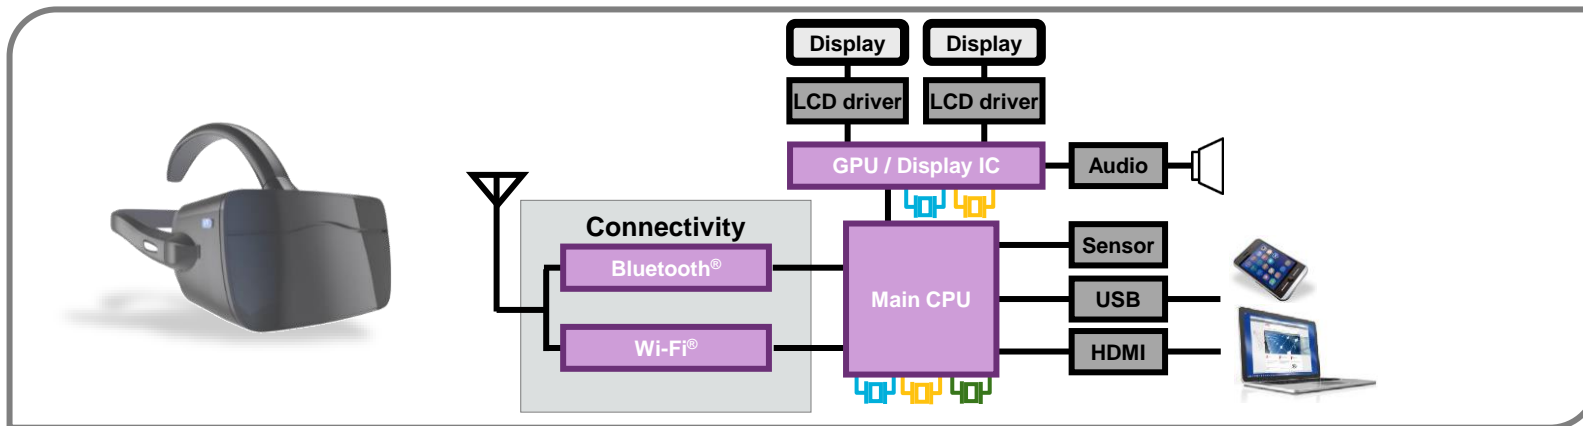 Display
Display
LCD driver
LCD driver
GPU / Display IC
Audio
Connectivity
Bluetooth®
Main CPU
Sensor
USB
Wi-Fi®
HDMI